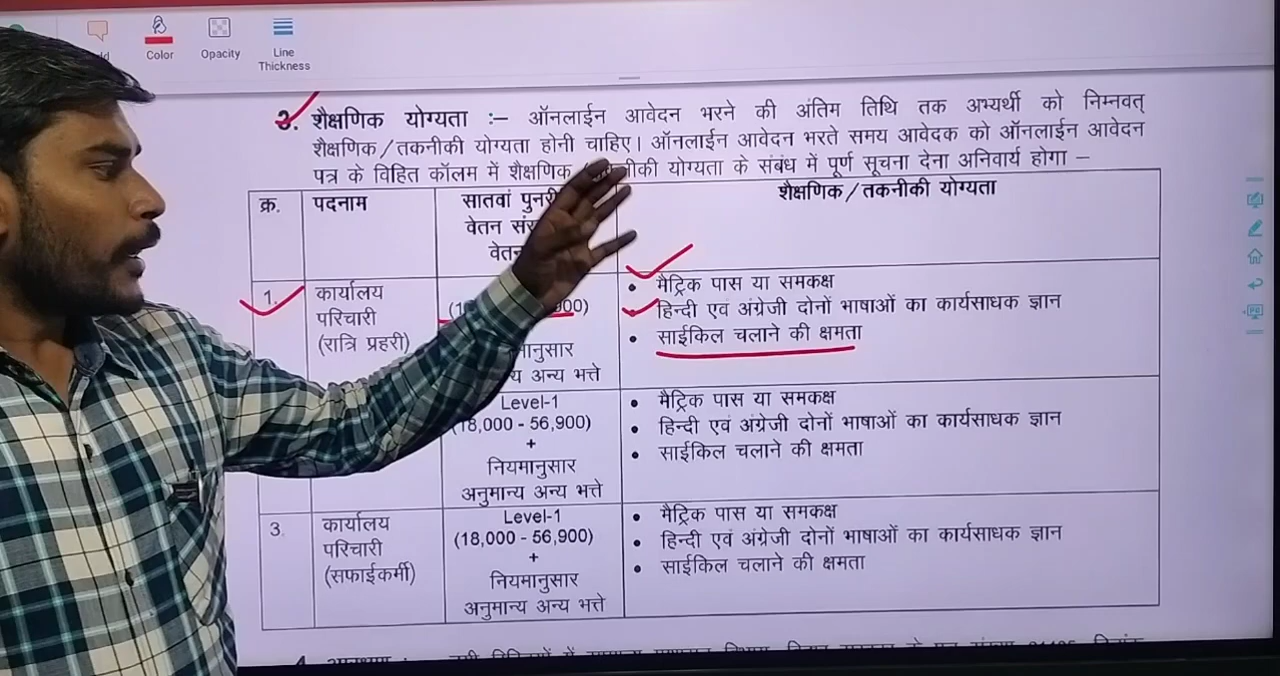 Color
Opacity
Line
Thickness
3. शैक्षणिक योग्यता :– ऑनलाईन आवेदन भरने की अंतिम तिथि तक अभ्यर्थी को निम्नवत्
शैक्षणिक/तकनीकी योग्यता होनी चाहिए। ऑनलाईन आवेदन भरते समय आवेदक को ऑनलाईन आवेदन
पत्र के विहित कॉलम में शैक्षणिक योग्यता के संबंध में पूर्ण सूचना देना अनिवार्य होगा –
क्र. पदनाम सातवां शैक्षणिक/तकनीकी योग्यता
वेतन
1. कार्यालय
परिचारी
(रात्रि प्रहरी)
• मैट्रिक पास या समकक्ष
• हिन्दी एवं अंग्रेजी दोनों भाषाओं का कार्यसाधक ज्ञान
• साईकिल चलाने की क्षमता
अन्य भत्ते
Level-1
(18,000 - 56,900)
+
नियमानुसार
अनुमान्य अन्य भत्ते
• मैट्रिक पास या समकक्ष
• हिन्दी एवं अंग्रेजी दोनों भाषाओं का कार्यसाधक ज्ञान
• साईकिल चलाने की क्षमता
3. कार्यालय
परिचारी
(सफाईकर्मी)
Level-1
(18,000 - 56,900)
+
नियमानुसार
अनुमान्य अन्य भत्ते
• मैट्रिक पास या समकक्ष
• हिन्दी एवं अंग्रेजी दोनों भाषाओं का कार्यसाधक ज्ञान
• साईकिल चलाने की क्षमता